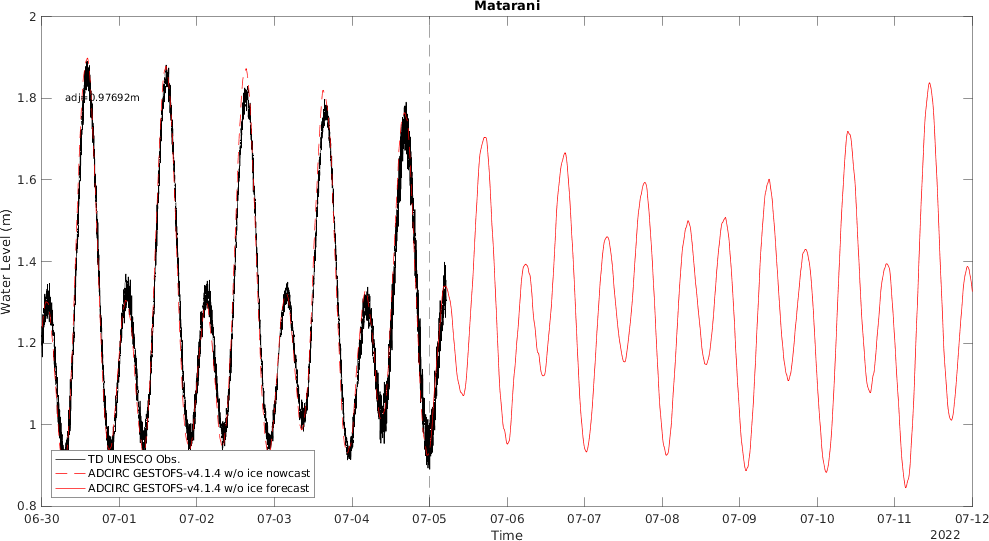 Matarani
2
1.8
1.6
1.4
1.2
1
0.8
Water Level (m)
adj=0.97692m
TD UNESCO Obs.
ADCIRC GESTOFS-v4.1.4 w/o ice nowcast
ADCIRC GESTOFS-v4.1.4 w/o ice forecast
06-30 07-01 07-02 07-03 07-04 07-05 07-06 07-07 07-08 07-09 07-10 07-11 07-12
Time
2022